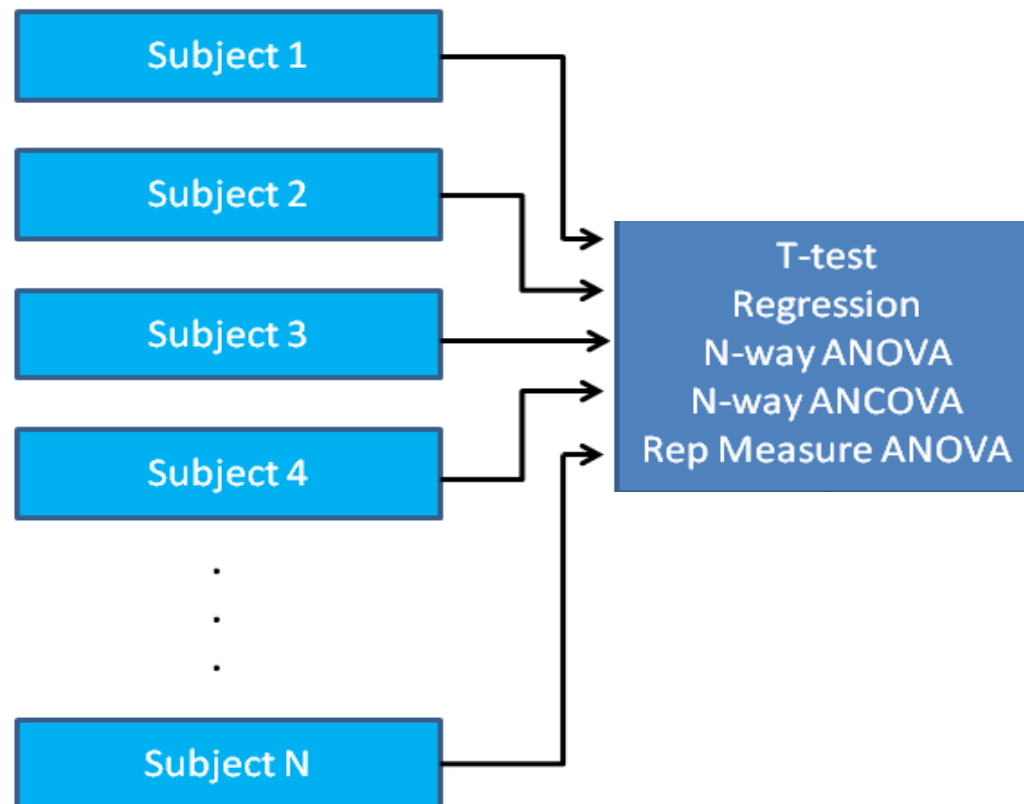 Subject 1
Subject 2
Subject 3
Subject 4
.
.
.
Subject N
T-test
Regression
N-way ANOVA
N-way ANCOVA
Rep Measure ANOVA